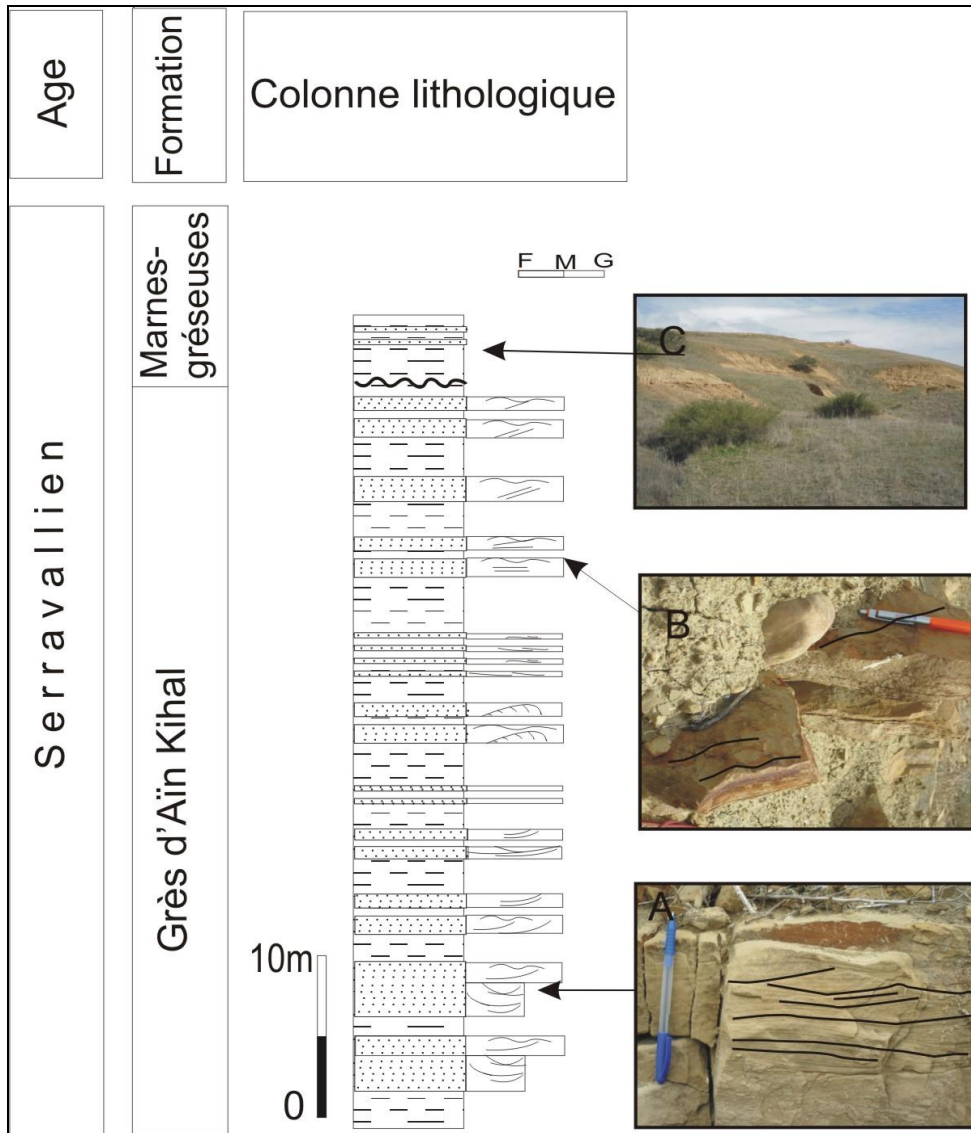 Age
Formation
Colonne lithologique
Serravallien
Marnes-
gréseuses
Grès d'Aïn Kihal
F M G
C
B
A
10m
0